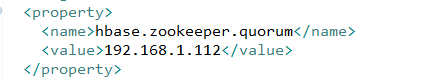 <property>
<name>hbase.zookeeper.quorum</name>
<value>192.168.1.112</value>
</property>